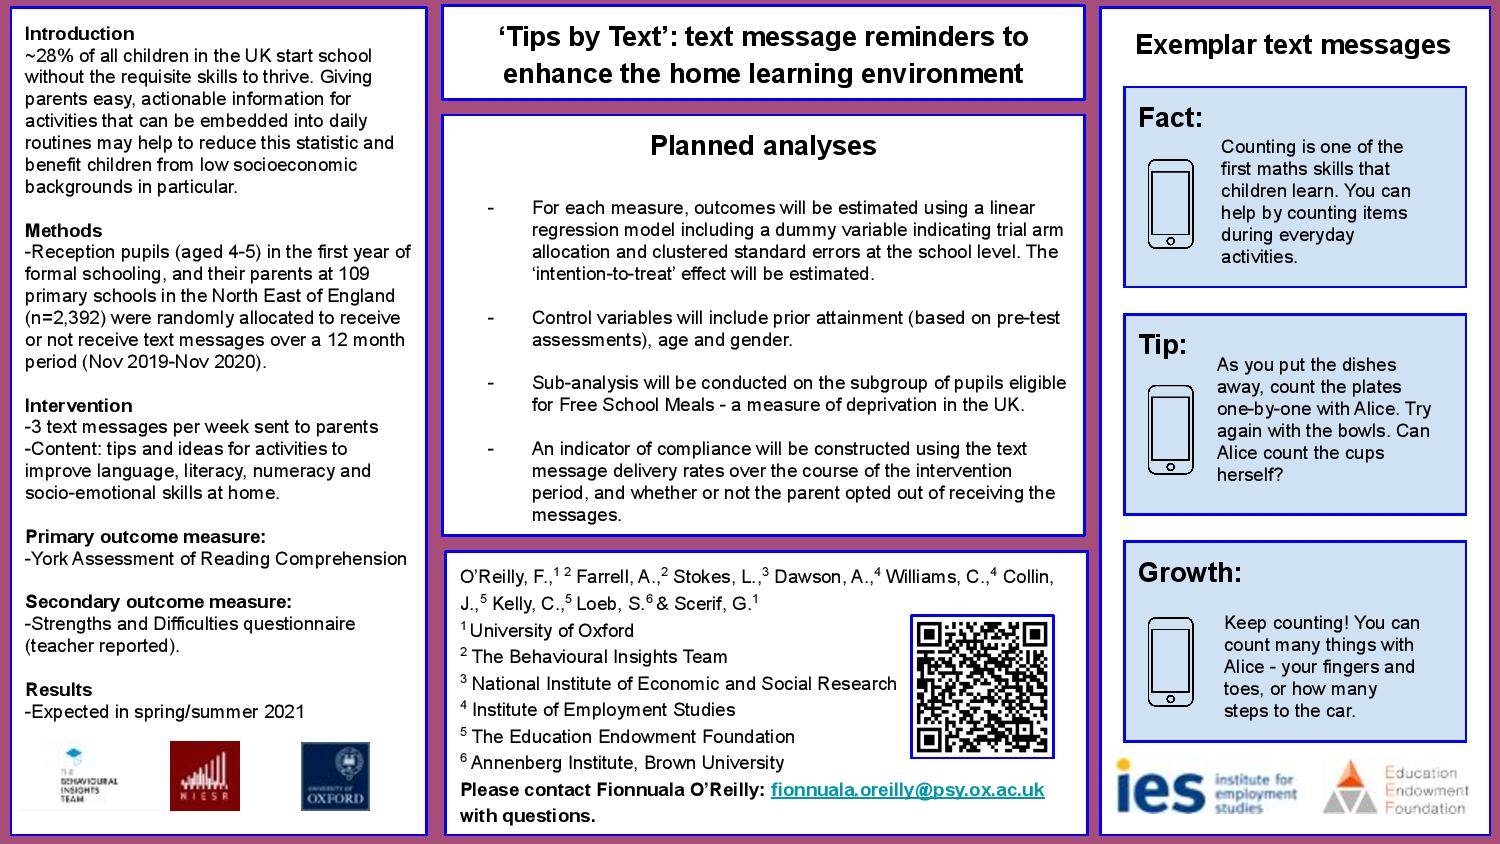 Introduction
~28% of all children in the UK start school
without the requisite skills to thrive. Giving
parents easy, actionable information for
activities that can be embedded into daily
routines may help to reduce this statistic and
benefit children from low socioeconomic
backgrounds in particular.
Methods
-Reception pupils (aged 4-5) in the first year of
formal schooling, and their parents at 109
primary schools in the North East of England
(n=2,392) were randomly allocated to receive
or not receive text messages over a 12 month
period (Nov 2019-Nov 2020).
Intervention
-3 text messages per week sent to parents
-Content: tips and ideas for activities to
improve language, literacy, numeracy and
socio-emotional skills at home.
Primary outcome measure:
-York Assessment of Reading Comprehension
Secondary outcome measure:
-Strengths and Difficulties questionnaire
(teacher reported).
Results
-Expected in spring/summer 2021
THE
BEHAVIOURAL
INSIGHTS
TEAM
NIESR
UNIVERSITY OF
OXFORD
‘Tips by Text’: text message reminders to
enhance the home learning environment
Planned analyses
- For each measure, outcomes will be estimated using a linear
regression model including a dummy variable indicating trial arm
allocation and clustered standard errors at the school level. The
‘intention-to-treat’ effect will be estimated.
- Control variables will include prior attainment (based on pre-test
assessments), age and gender.
- Sub-analysis will be conducted on the subgroup of pupils eligible
for Free School Meals - a measure of deprivation in the UK.
- An indicator of compliance will be constructed using the text
message delivery rates over the course of the intervention
period, and whether or not the parent opted out of receiving the
messages.
O’Reilly, F.,1 2 Farrell, A.,2 Stokes, L.,3 Dawson, A.,4 Williams, C.,4 Collin,
J.,5 Kelly, C.,5 Loeb, S.6 & Scerif, G.1
1 University of Oxford
2 The Behavioural Insights Team
3 National Institute of Economic and Social Research
4 Institute of Employment Studies
5 The Education Endowment Foundation
6 Annenberg Institute, Brown University
Please contact Fionnuala O’Reilly: fionnuala.oreilly@psy.ox.ac.uk
with questions.
Exemplar text messages
Fact:
Counting is one of the
first maths skills that
children learn. You can
help by counting items
during everyday
activities.
Tip:
As you put the dishes
away, count the plates
one-by-one with Alice. Try
again with the bowls. Can
Alice count the cups
herself?
Growth:
Keep counting! You can
count many things with
Alice - your fingers and
toes, or how many
steps to the car.
ies institute for
employment
studies
Education
Endowment
Foundation